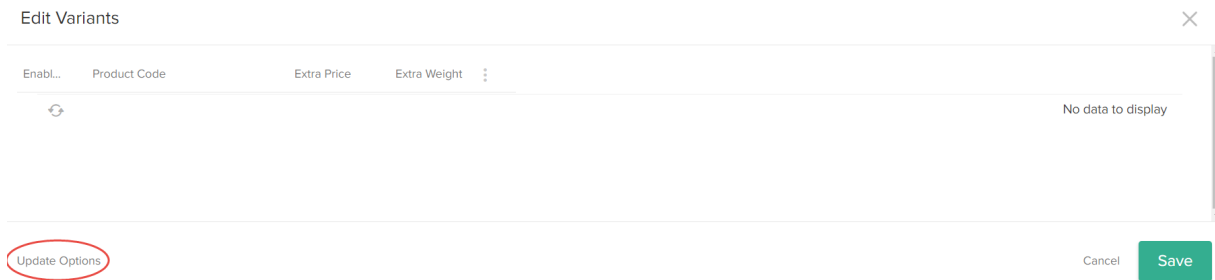 Edit Variants
Enabl... Product Code Extra Price Extra Weight
No data to display
Update Options Cancel Save